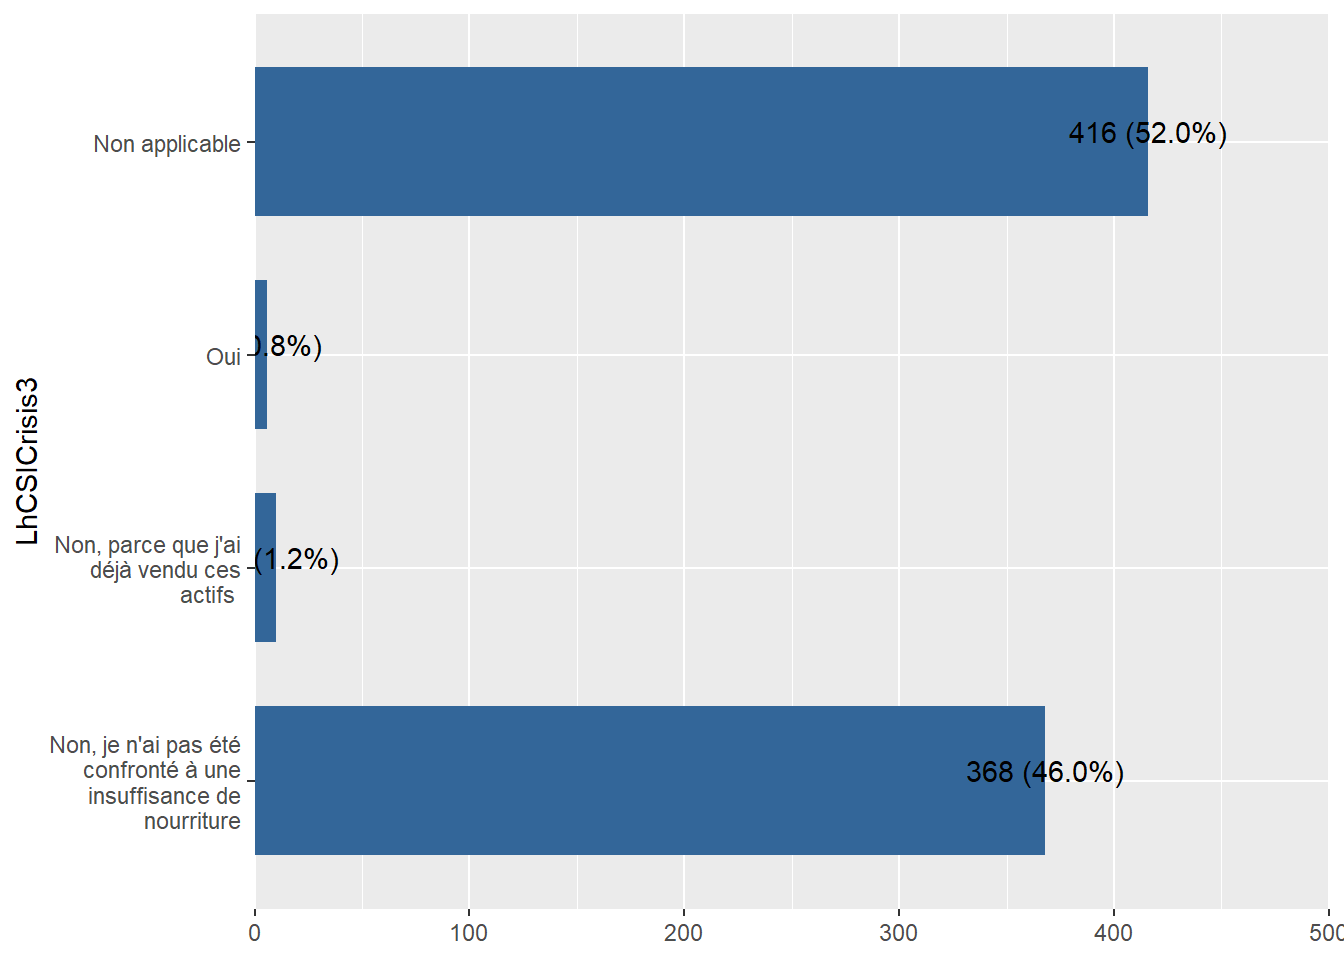 LhCSICrisis3
Non applicable
416 (52.0%)
Oui
.8%)
Non, parce que j'ai
déjà vendu ces
actifs
(1.2%)
Non, je n'ai pas été
confronté à une
insuffisance de
nourriture
368 (46.0%)
0 100 200 300 400